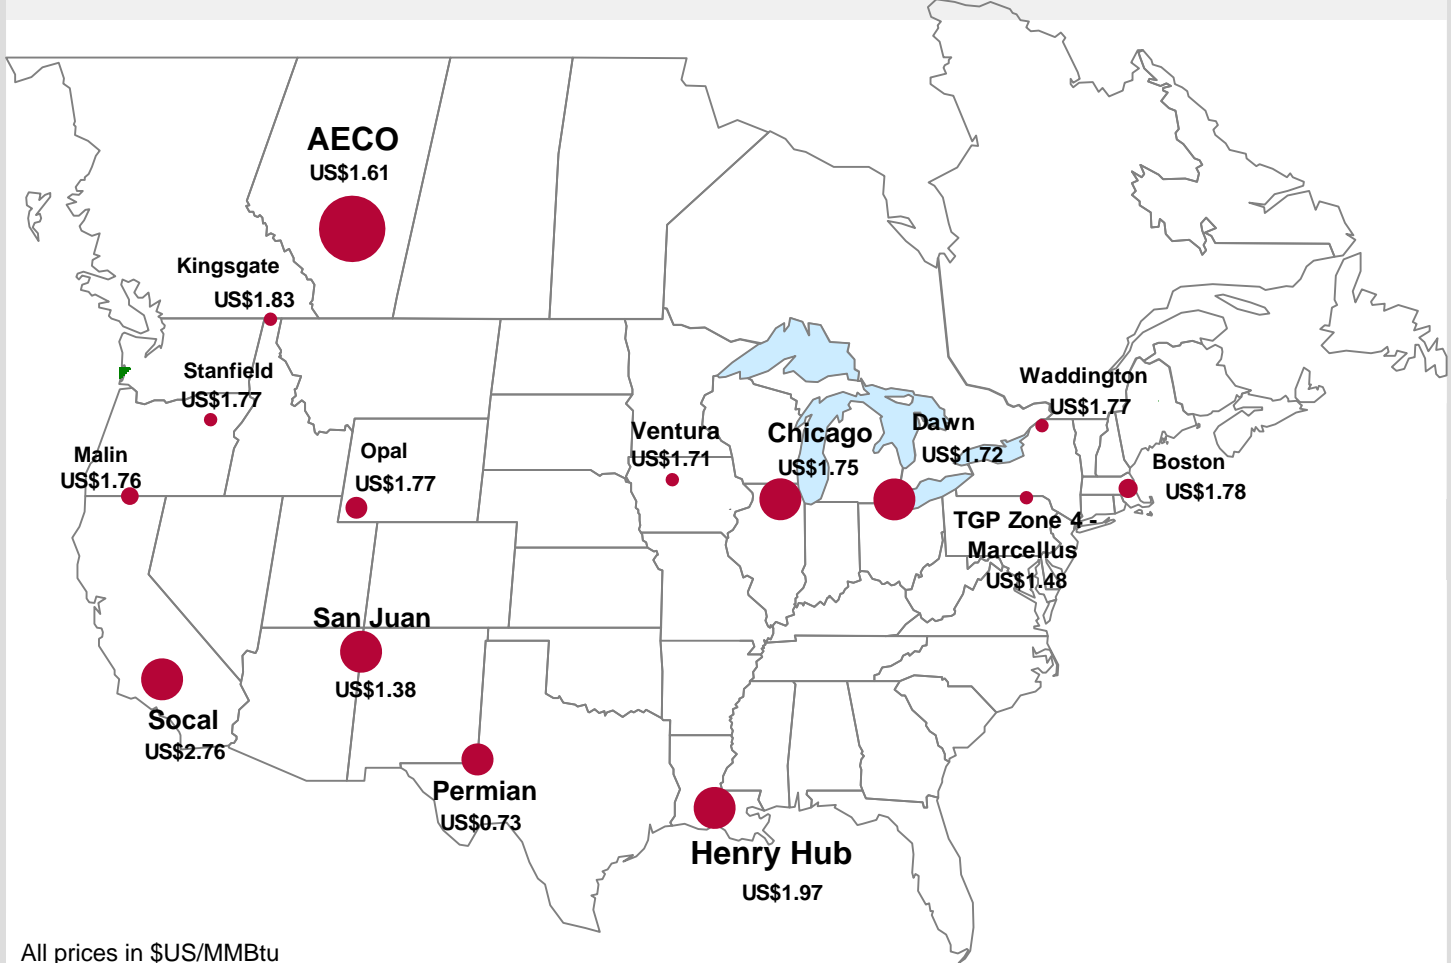 AECO
US$1.61
Kingsgate
US$1.83
Stanfield
US$1.77
Malin
US$1.76
Opal
US$1.77
Ventura
US$1.71
Chicago
US$1.75
Dawn
US$1.72
Waddington
US$1.77
Boston
US$1.78
TGP Zone 4 -
Marcellus
US$1.48
San Juan
US$1.38
Socal
US$2.76
Permian
US$0.73
Henry Hub
US$1.97
All prices in $US/MMBtu